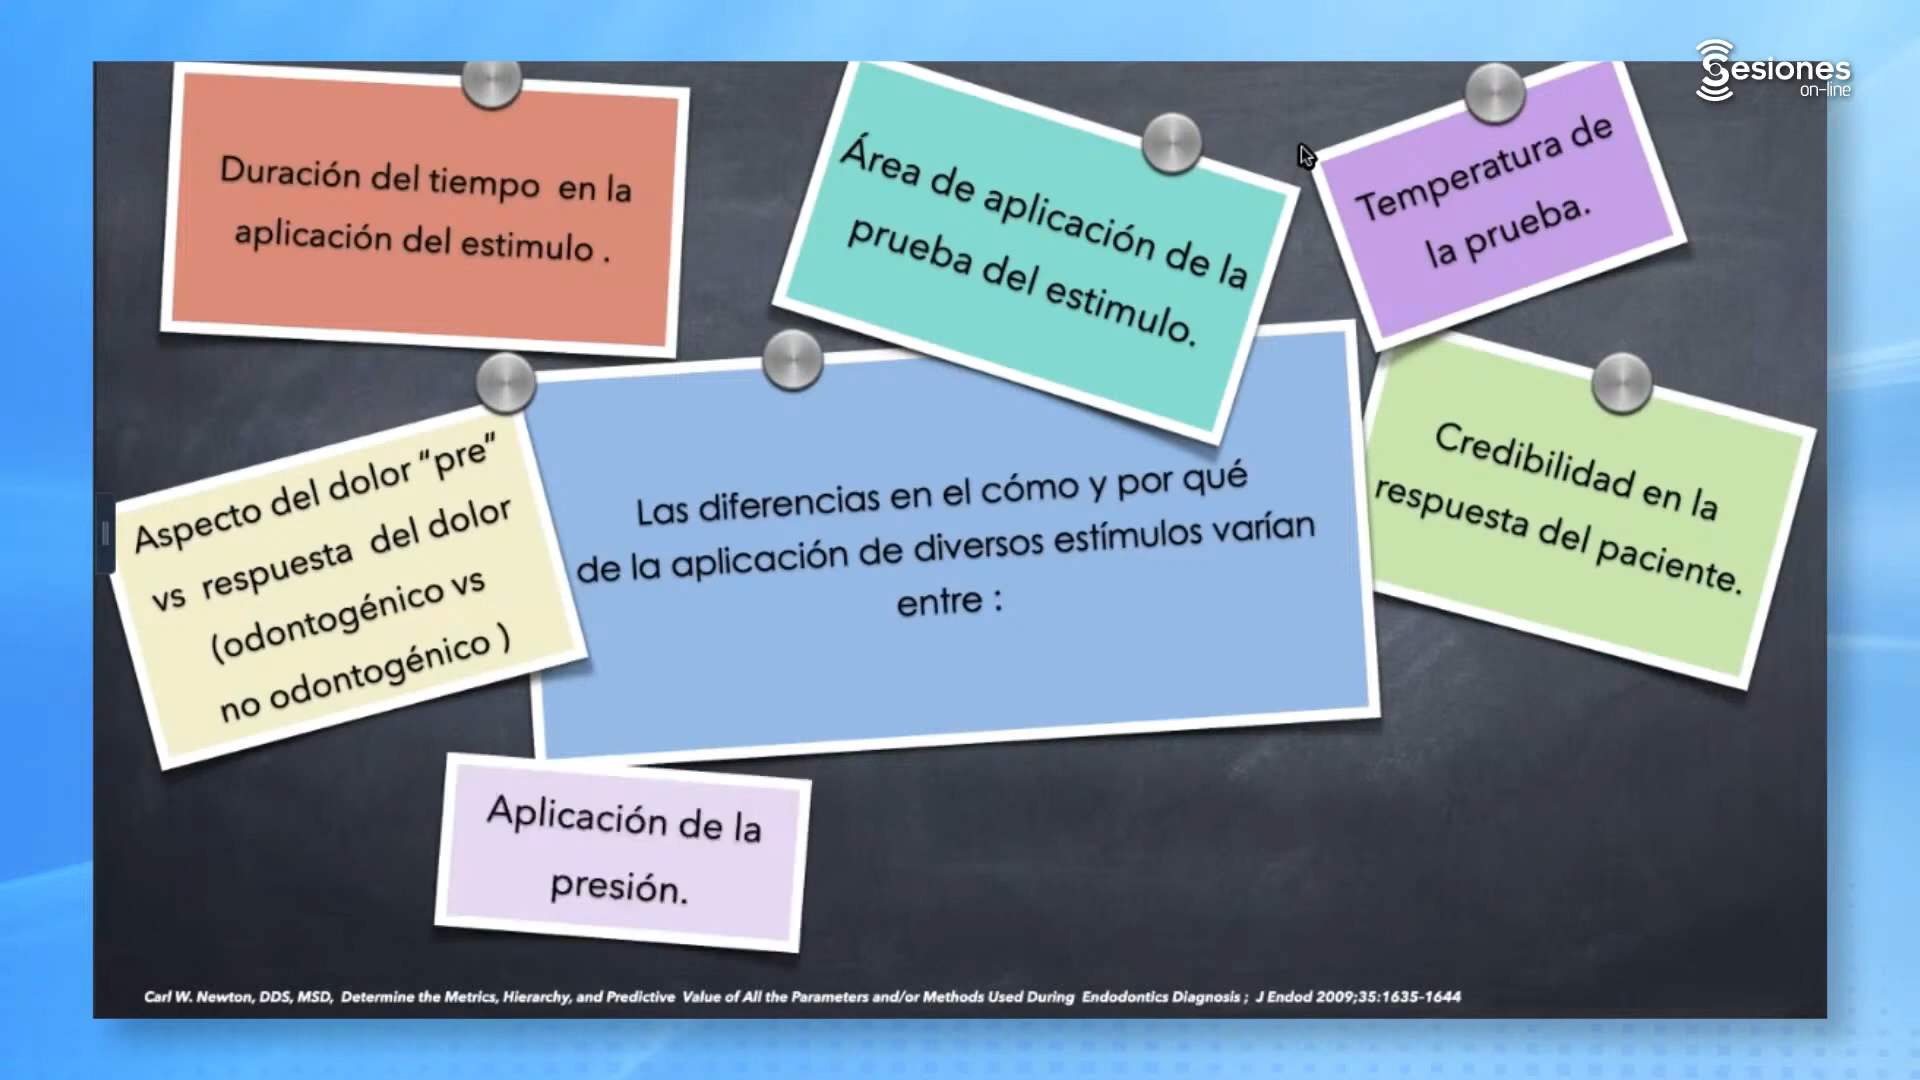 Sesiones
on-line
Duración del tiempo en la
aplicación del estimulo .
Área de aplicación de la
prueba del estimulo.
Temperatura de
la prueba.
Aspecto del dolor “pre”
vs respuesta del dolor
(odontogénico vs
no odontogénico )
Las diferencias en el cómo y por qué
de la aplicación de diversos estímulos varían
entre :
Credibilidad en la
respuesta del paciente.
Aplicación de la
presión.
Carl W. Newton, DDS, MSD, Determine the Metrics, Hierarchy, and Predictive Value of All the Parameters and/or Methods Used During Endodontics Diagnosis ; J Endod 2009;35:1635-1644